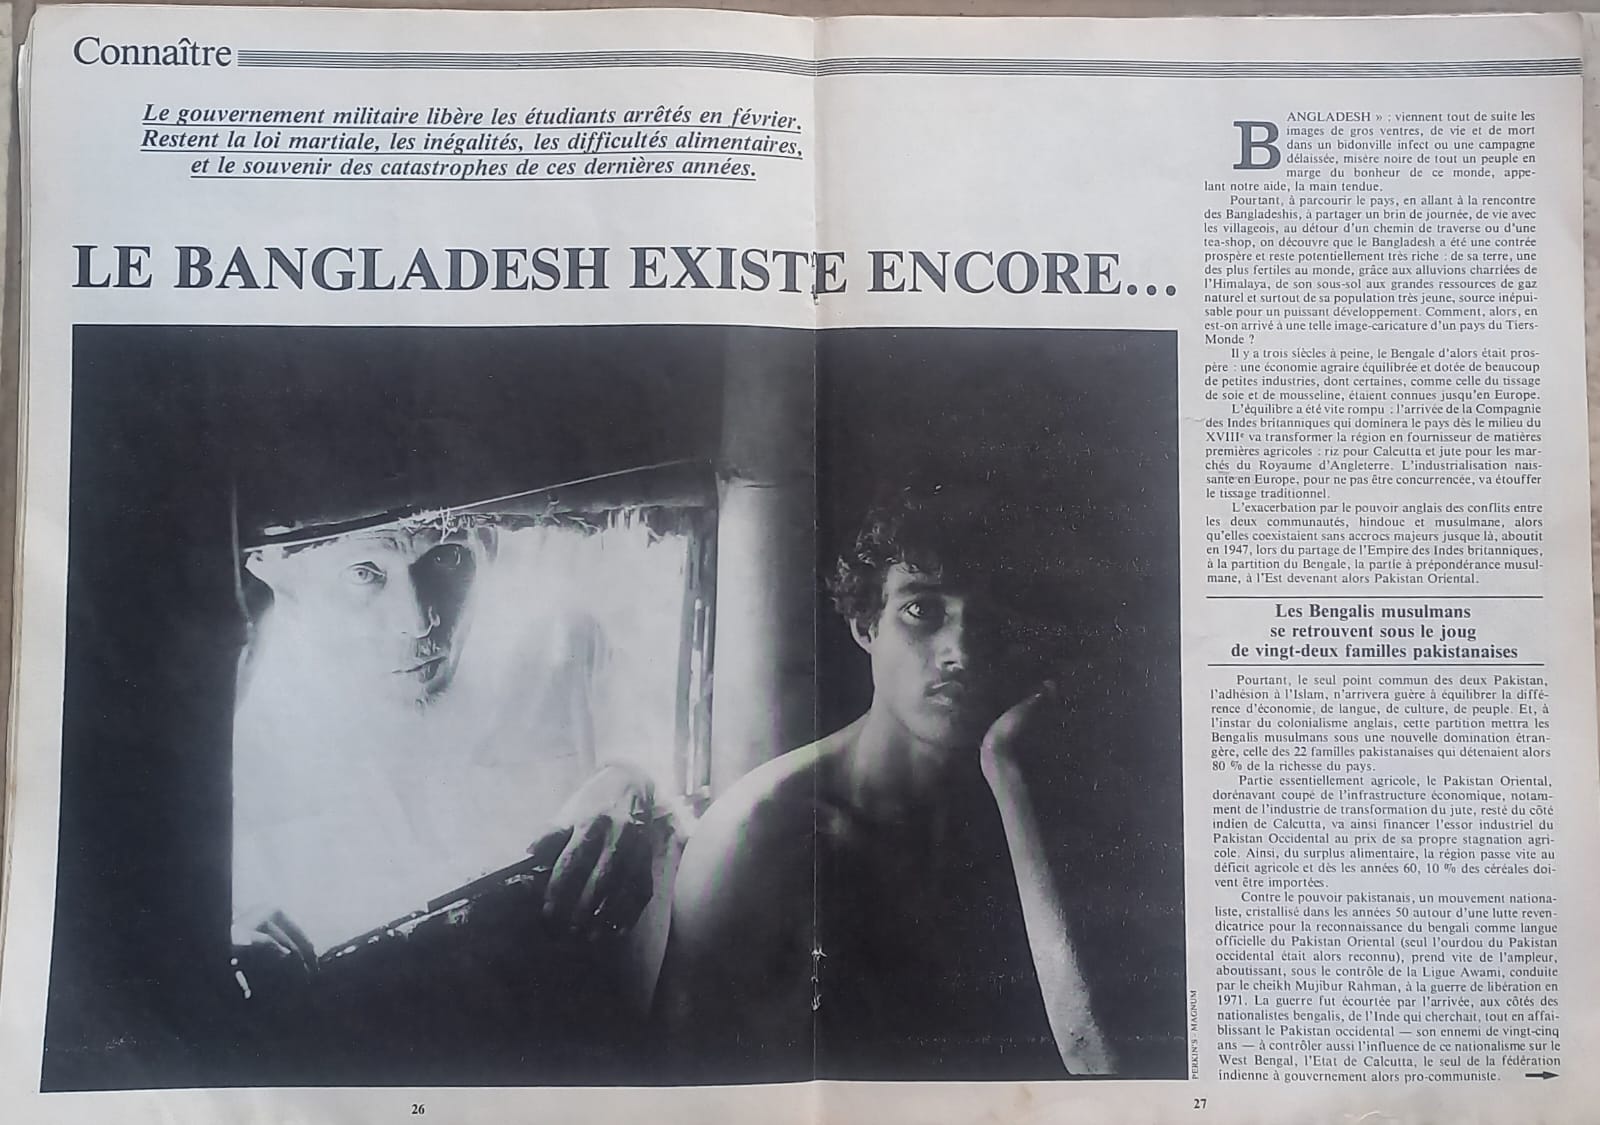 Connaître
Le gouvernement militaire libère les étudiants arrêtés en février.
Restent la loi martiale, les inégalités, les difficultés alimentaires,
et le souvenir des catastrophes de ces dernières années.
LE BANGLADESH EXISTE ENCORE...
BANGLADESH » : viennent tout de suite les
images de gros ventres, de vie et de mort
dans un bidonville infect ou une campagne
délaissée, misère noire de tout un peuple en
marge du bonheur de ce monde, appe-
lant notre aide, la main tendue.
Pourtant, à parcourir le pays, en allant à la rencontre
des Bangladeshis, à partager un brin de journée, de vie avec
les villageois, au détour d'un chemin de traverse ou d'une
tea-shop, on découvre que le Bangladesh a été une contrée
prospère et reste potentiellement très riche : de sa terre, une
des plus fertiles au monde, grâce aux alluvions charriées de
l'Himalaya, de son sous-sol aux grandes ressources de gaz
naturel et surtout de sa population très jeune, source inépui-
sable pour un puissant développement. Comment, alors, en
est-on arrivé à une telle image-caricature d'un pays du Tiers-
Monde ?
Il y a trois siècles à peine, le Bengale d'alors était pros-
père : une économie agraire équilibrée et dotée de beaucoup
de petites industries, dont certaines, comme celle du tissage
de soie et de mousseline, étaient connues jusqu'en Europe.
L'équilibre a été vite rompu : l'arrivée de la Compagnie
des Indes britanniques qui dominera le pays dès le milieu du
XVIIIe va transformer la région en fournisseur de matières
premières agricoles : riz pour Calcutta et jute pour les mar-
chés du Royaume d'Angleterre. L'industrialisation nais-
sante en Europe, pour ne pas être concurrencée, va étouffer
le tissage traditionnel.
L'exacerbation par le pouvoir anglais des conflits entre
les deux communautés, hindoue et musulmane, alors
qu'elles coexistaient sans accrocs majeurs jusque là, aboutit
en 1947, lors du partage de l'Empire des Indes britanniques,
à la partition du Bengale, la partie à prépondérance musul-
mane, à l'Est devenant alors Pakistan Oriental.
Les Bengalis musulmans
se retrouvent sous le joug
de vingt-deux familles pakistanaises
Pourtant, le seul point commun des deux Pakistan,
l'adhésion à l'Islam, n'arrivera guère à équilibrer la diffé-
rence d'économie, de langue, de culture, de peuple. Et, à
l'instar du colonialisme anglais, cette partition mettra les
Bengalis musulmans sous une nouvelle domination étran-
gère, celle des 22 familles pakistanaises qui détenaient alors
80 % de la richesse du pays.
Partie essentiellement agricole, le Pakistan Oriental,
dorénavant coupé de l'infrastructure économique, notam-
ment de l'industrie de transformation du jute, resté du côté
indien de Calcutta, va ainsi financer l'essor industriel du
Pakistan Occidental au prix de sa propre stagnation agri-
cole. Ainsi, du surplus alimentaire, la région passe vite au
déficit agricole et dès les années 60, 10 % des céréales doi-
vent être importées.
Contre le pouvoir pakistanais, un mouvement nationa-
liste, cristallisé dans les années 50 autour d'une lutte reven-
dicatrice pour la reconnaissance du bengali comme langue
officielle du Pakistan Oriental (seul l'ourdou du Pakistan
occidental était alors reconnu), prend vite de l'ampleur,
aboutissant, sous le contrôle de la Ligue Awami, conduite
par le cheikh Mujibur Rahman, à la guerre de libération en
1971. La guerre fut écourtée par l'arrivée, aux côtés des
nationalistes bengalis, de l'Inde qui cherchait, tout en affai-
blissant le Pakistan occidental — son ennemi de vingt-cinq
ans — à contrôler aussi l'influence de ce nationalisme sur le
West Bengal, l'Etat de Calcutta, le seul de la fédération
indienne à gouvernement alors pro-communiste.
PERKIN'S - MAGNUM
26
27